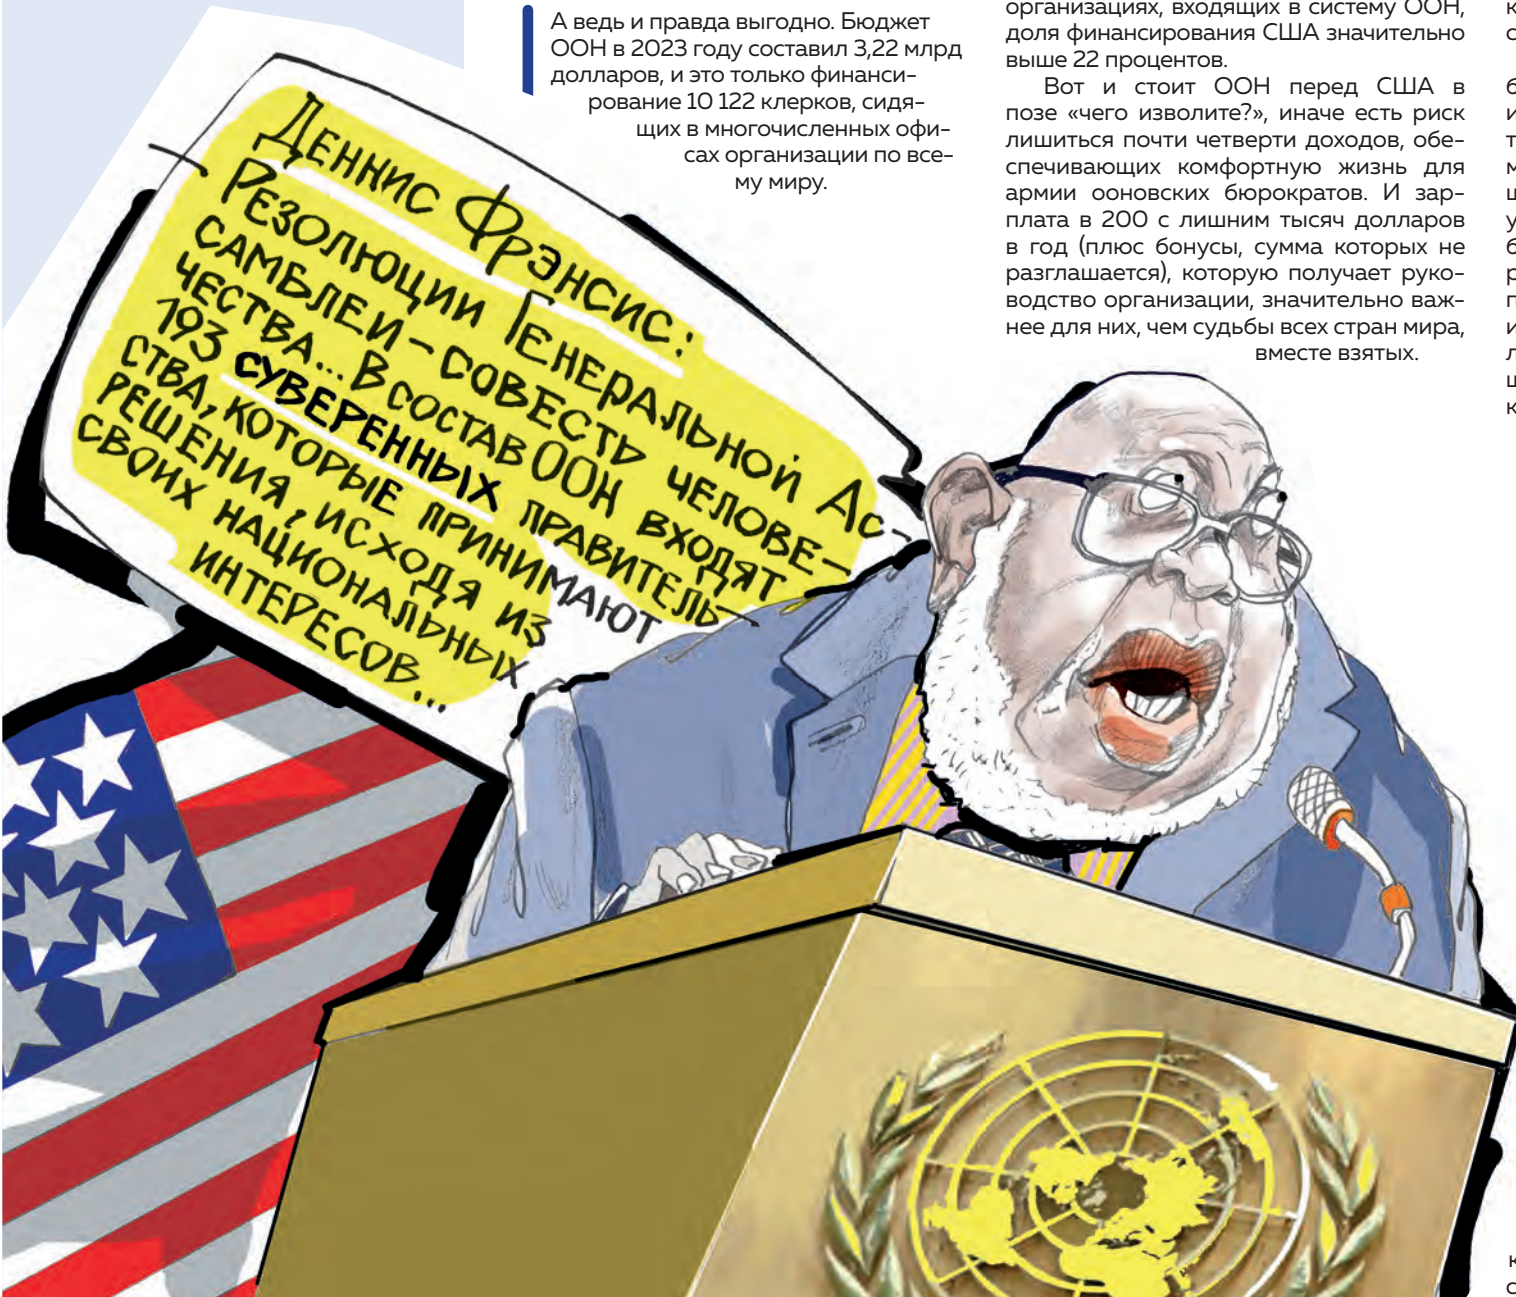 А ведь и правда выгодно. Бюджет
ООН в 2023 году составил 3,22 млрд
долларов, и это только финанси-
рование 10 122 клерков, сидя-
щих в многочисленных офи-
сах организации по все-
му миру.
организациях, входящих в систему ООН,
доля финансирования США значительно
выше 22 процентов.
Вот и стоит ООН перед США в
позе «чего изволите?», иначе есть риск
лишиться почти четверти доходов, обе-
спечивающих комфортную жизнь для
армии ооновских бюрократов. И зар-
плата в 200 с лишним тысяч долларов
в год (плюс бонусы, сумма которых не
разглашается), которую получает руко-
водство организации, значительно важ-
нее для них, чем судьбы всех стран мира,
вместе взятых.
Деннис Фрэнсис:
– Резолюции Генеральной Ас-
самблеи – совесть челове-
чества... В состав ООН входят
193 суверенных правитель-
ства, которые принимают
решения, исходя из
своих национальных
интересов...